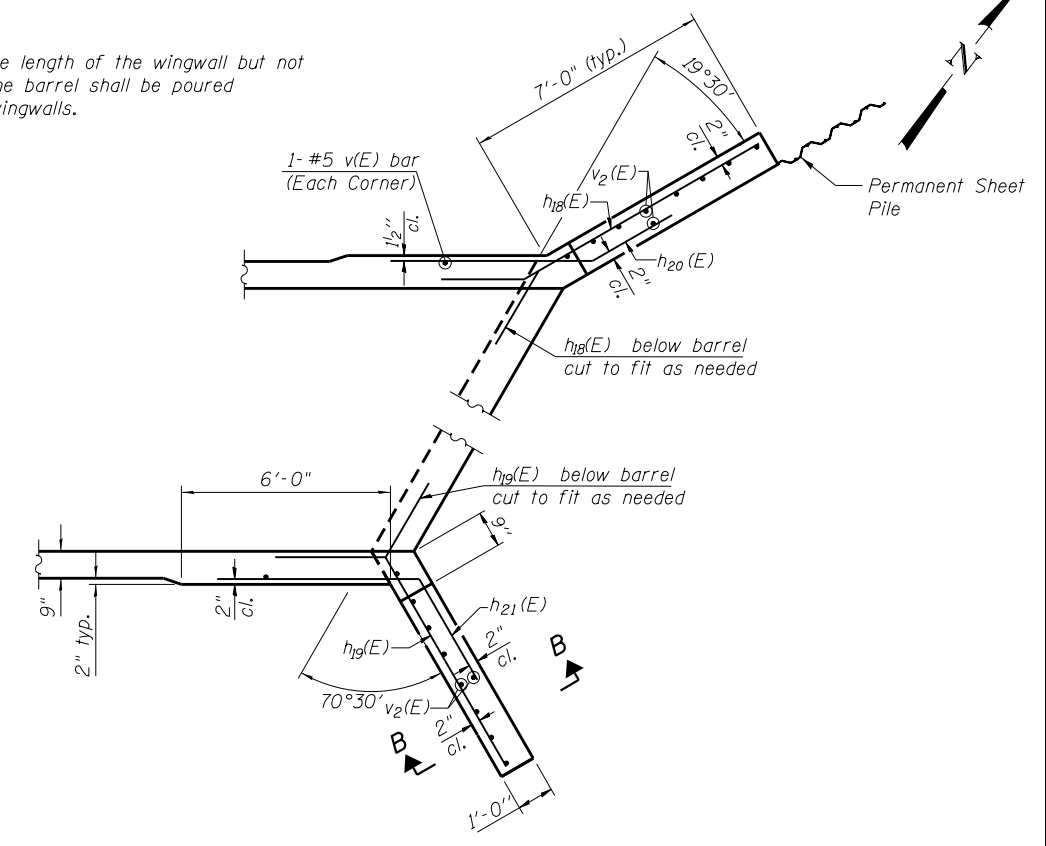 e length of the wingwall but not
ne barrel shall be poured
vingwalls.
7'-0" (typ.)
19°30'
N
1- #5 v(E) bar
(Each Corner)
1½" cl.
v2(E)
h18(E)
2" cl.
Permanent Sheet
Pile
h20(E)
2" cl.
h18(E) below barrel
cut to fit as needed
6'-0"
h19(E) below barrel
cut to fit as needed
9"
9"
2" typ.
2" cl.
h21(E)
h19(E)
2" cl.
B
70°30'
v2(E)
2" cl.
B
1'-0"